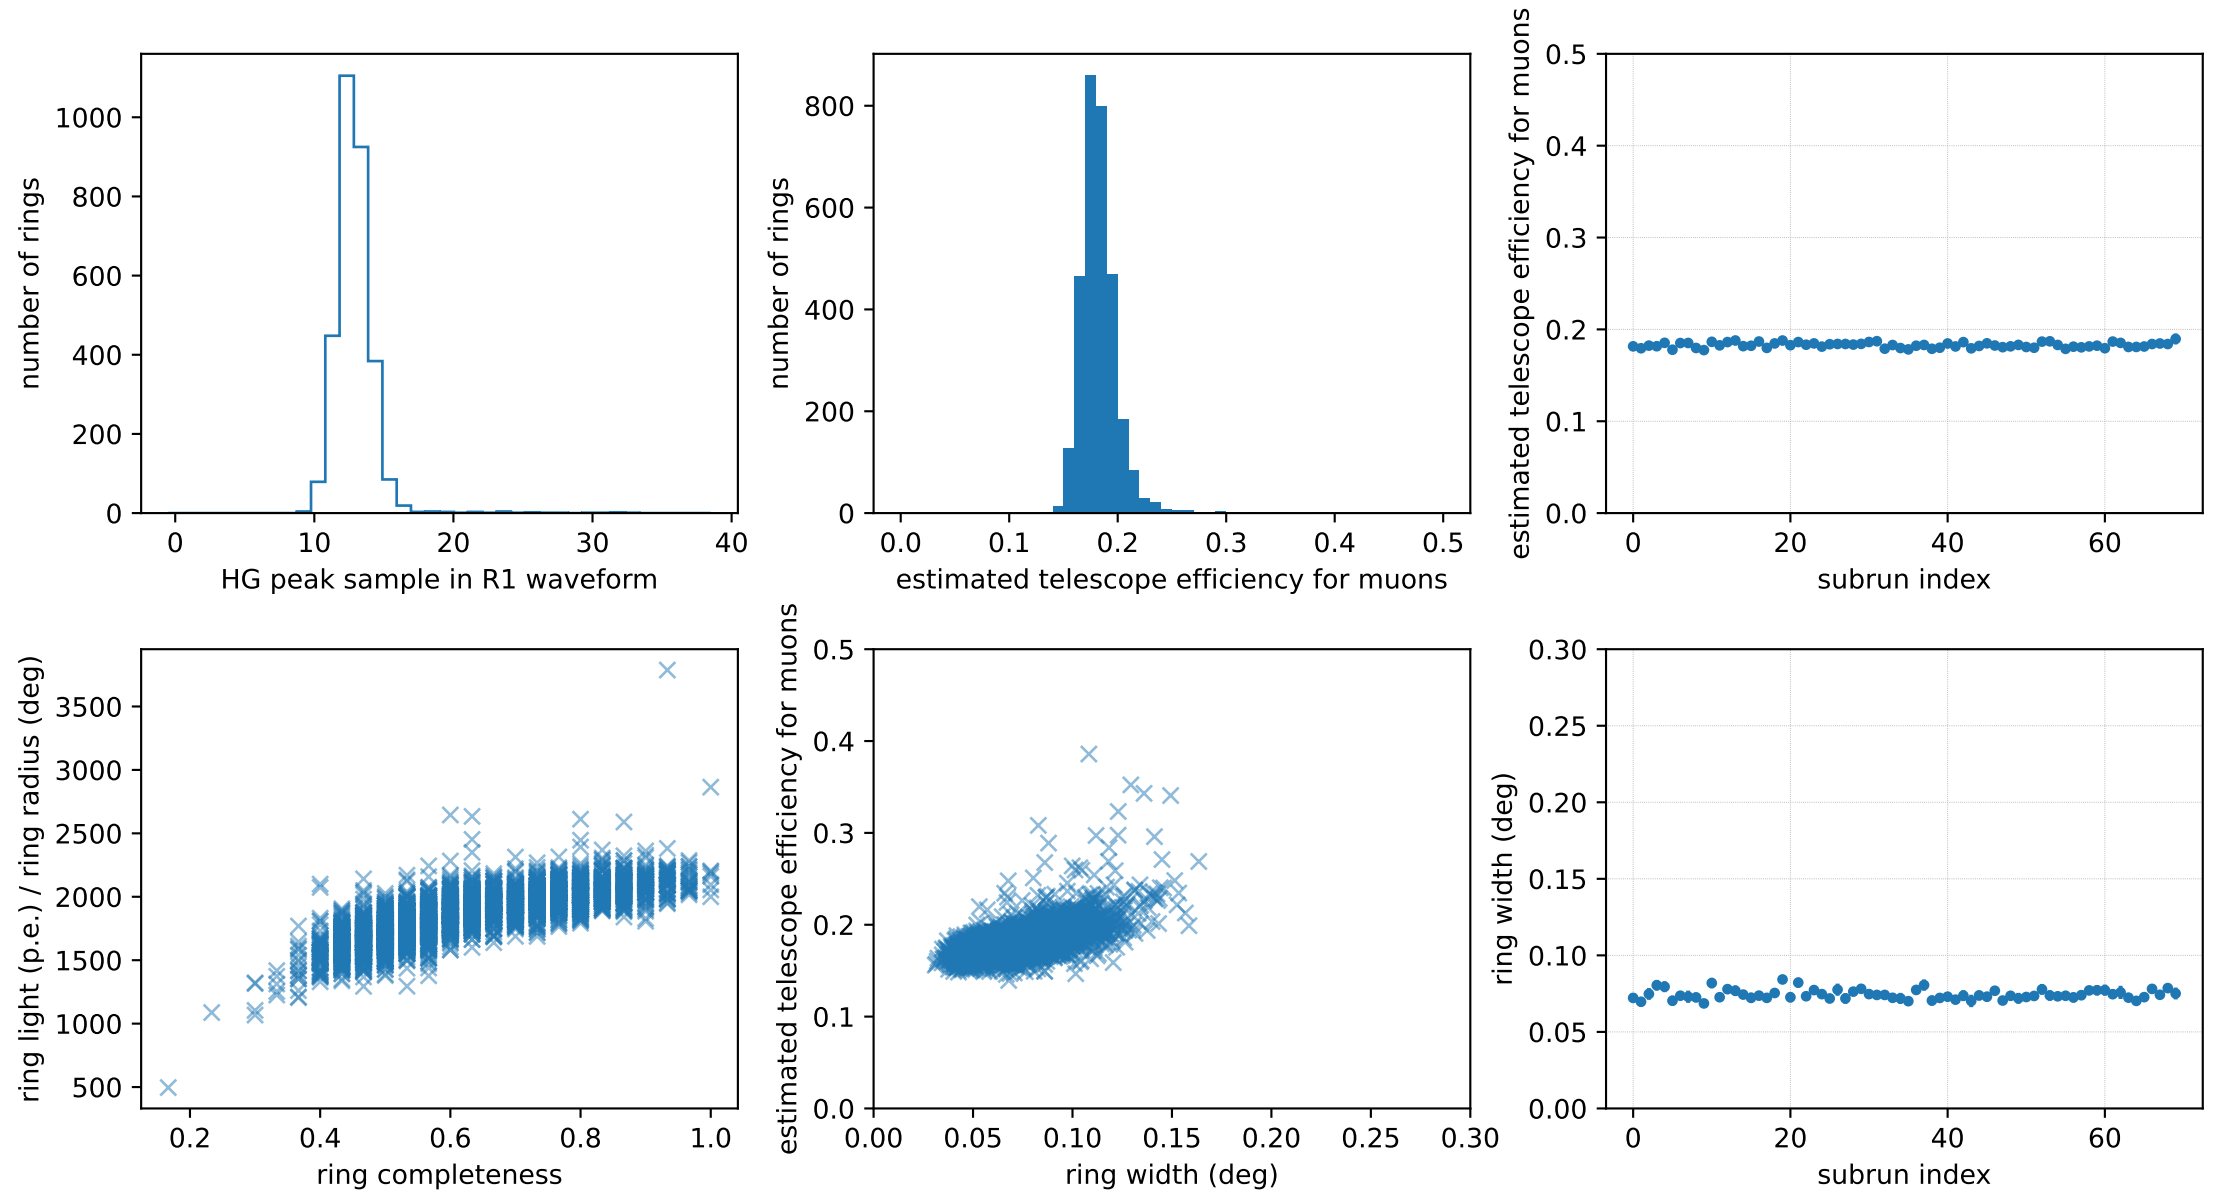 number of rings
1000
800
600
400
200
0
0 10 20 30 40
HG peak sample in R1 waveform
number of rings
800
600
400
200
0
0.0 0.1 0.2 0.3 0.4 0.5
estimated telescope efficiency for muons
estimated telescope efficiency for muons
0.5
0.4
0.3
0.2
0.1
0.0
0 20 40 60
subrun index
ring light (p.e.) / ring radius (deg)
3500
3000
2500
2000
1500
1000
500
0.2 0.4 0.6 0.8 1.0
ring completeness
estimated telescope efficiency for muons
0.5
0.4
0.3
0.2
0.1
0.0
0.00 0.05 0.10 0.15 0.20 0.25 0.30
ring width (deg)
ring width (deg)
0.30
0.25
0.20
0.15
0.10
0.05
0.00
0 20 40 60
subrun index